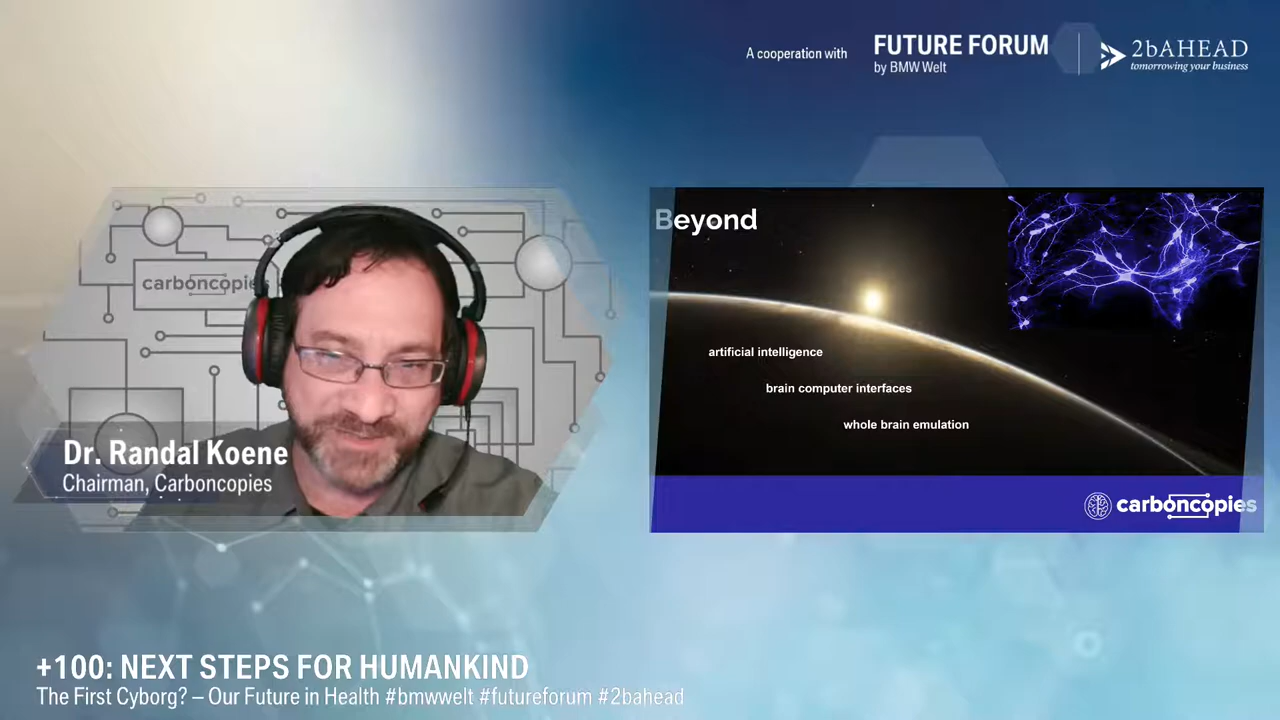 A cooperation with
FUTURE FORUM
by BMW Welt
2bAHEAD
tomorrowing your business
carboncopies
Dr. Randal Koene
Chairman, Carboncopies
Beyond
artificial intelligence
brain computer interfaces
whole brain emulation
carboncopies
+100: NEXT STEPS FOR HUMANKIND
The First Cyborg? – Our Future in Health #bmwwelt #futureforum #2bahead